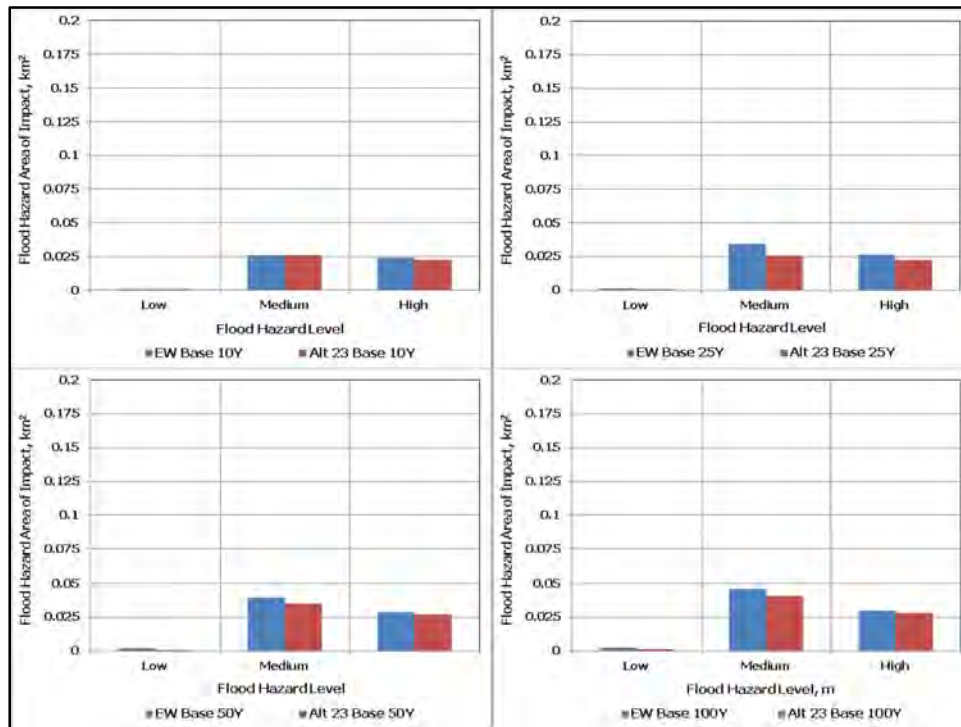 Flood Hazard Area of Impact, km²
0.2
0.175
0.15
0.125
0.1
0.075
0.05
0.025
0
Low Medium High
Flood Hazard Level
EW Base 10Y Alt 23 Base 10Y
Flood Hazard Area of Impact, km²
0.2
0.175
0.15
0.125
0.1
0.075
0.05
0.025
0
Low Medium High
Flood Hazard Level
EW Base 25Y Alt 23 Base 25Y
Flood Hazard Area of Impact, km²
0.2
0.175
0.15
0.125
0.1
0.075
0.05
0.025
0
Low Medium
Flood Hazard Level
EW Base 50Y Alt 23 Base 50Y
Flood Hazard Area of Impact, km²
0.2
0.175
0.15
0.125
0.1
0.075
0.05
0.025
0
Low Medium High
Flood Hazard Level, m
EW Base 100Y Alt 23 Base 100Y